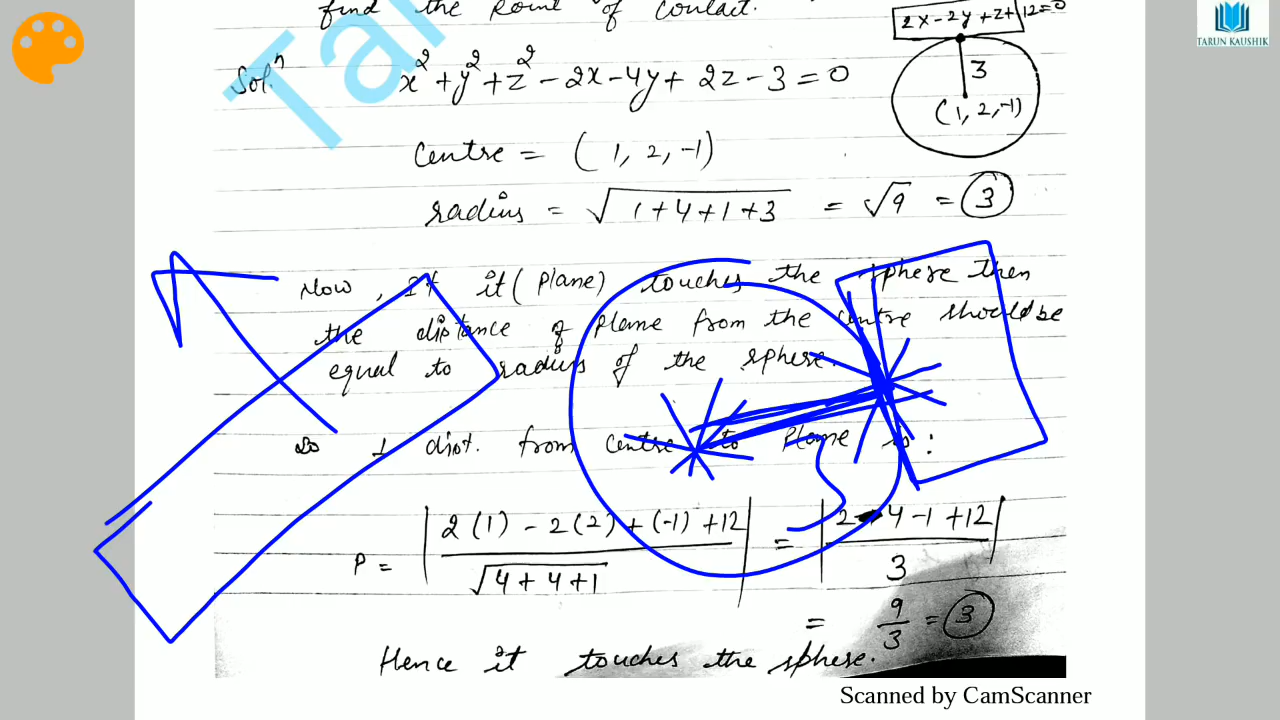 find the Point of Contact.
2x-2y+z+12=0
TARUN KAUSHIK
Tar
Solⁿ x²+y²+z²-2x-4y+2z-3=0
3
(1,2,-1)
Centre = (1, 2, -1)
radius = √1+4+1+3 = √9 = 3
Now, If it (Plane) touches the sphere then
the distance of Plane from the centre should be
equal to radius of the sphere.
so ⊥ dist. from centre to Plane is :
P = |2(1) - 2(2) + (-1) +12 / √4+4+1| = |2-4-1+12 / 3|
= 9/3 = 3
Hence it touches the sphere.
Scanned by CamScanner